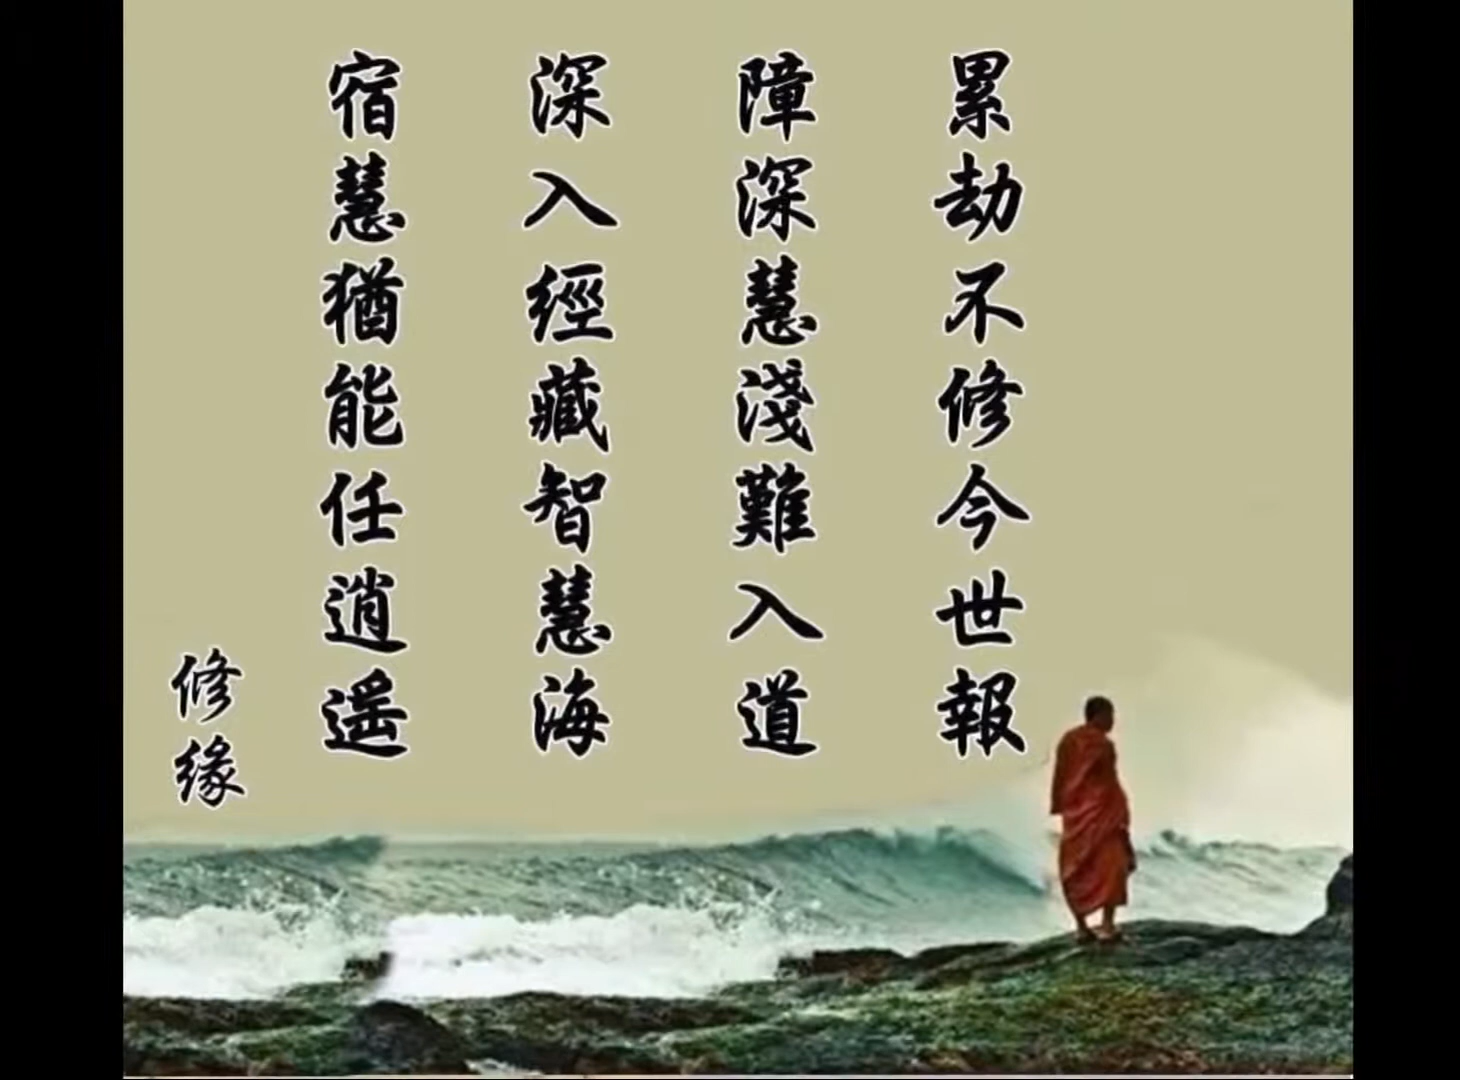 累劫不修今世報
障深慧淺難入道
深入經藏智慧海
宿慧猶能任逍遥
修缘